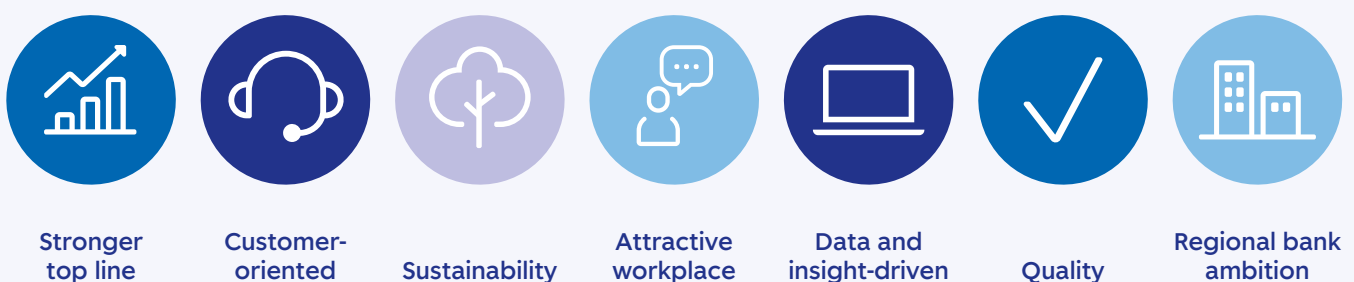 Stronger
top line
Customer-
oriented
Sustainability
Attractive
workplace
Data and
insight-driven
Quality
Regional bank
ambition